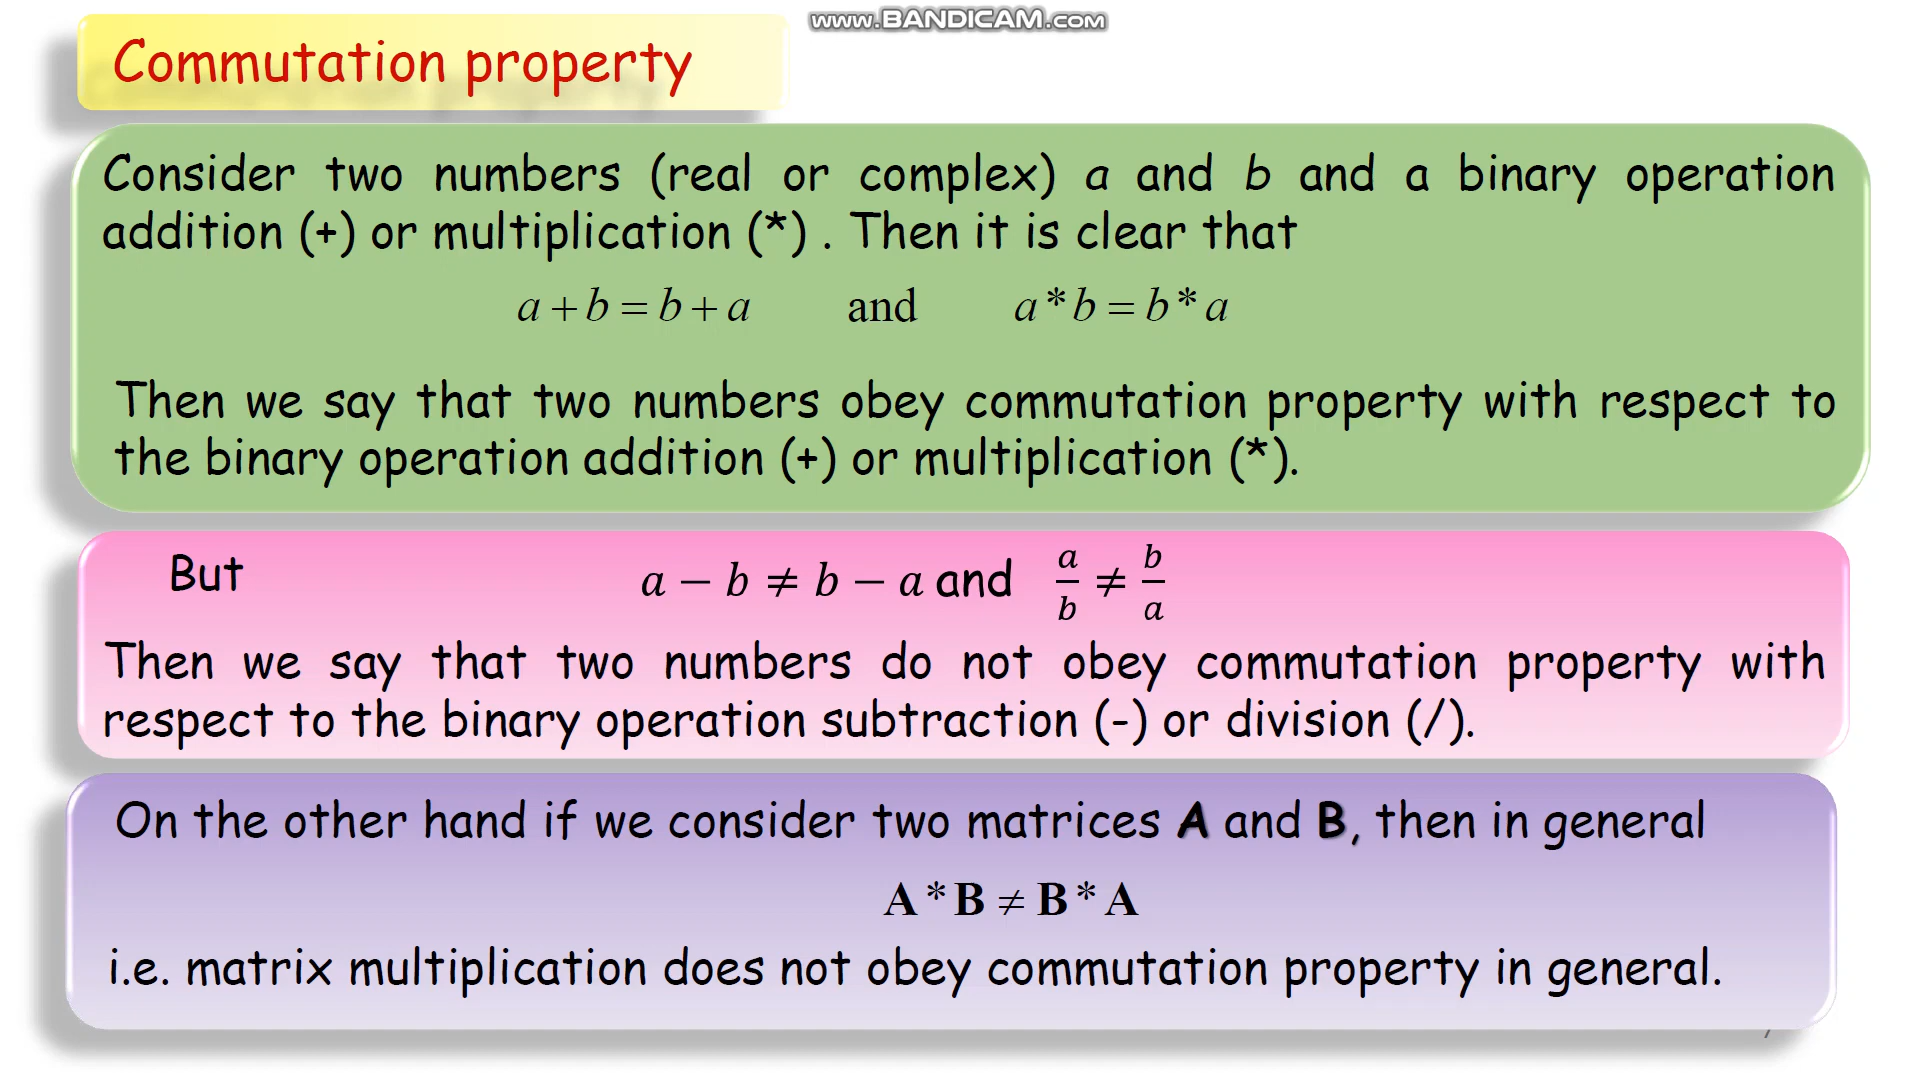 www.BANDICAM.com
Commutation property
Consider two numbers (real or complex) a and b and a binary operation
addition (+) or multiplication (*) . Then it is clear that
a + b = b + a and a * b = b * a
Then we say that two numbers obey commutation property with respect to
the binary operation addition (+) or multiplication (*).
But a − b ≠ b − a and a/b ≠ b/a
Then we say that two numbers do not obey commutation property with
respect to the binary operation subtraction (-) or division (/).
On the other hand if we consider two matrices A and B, then in general
A * B ≠ B * A
i.e. matrix multiplication does not obey commutation property in general.